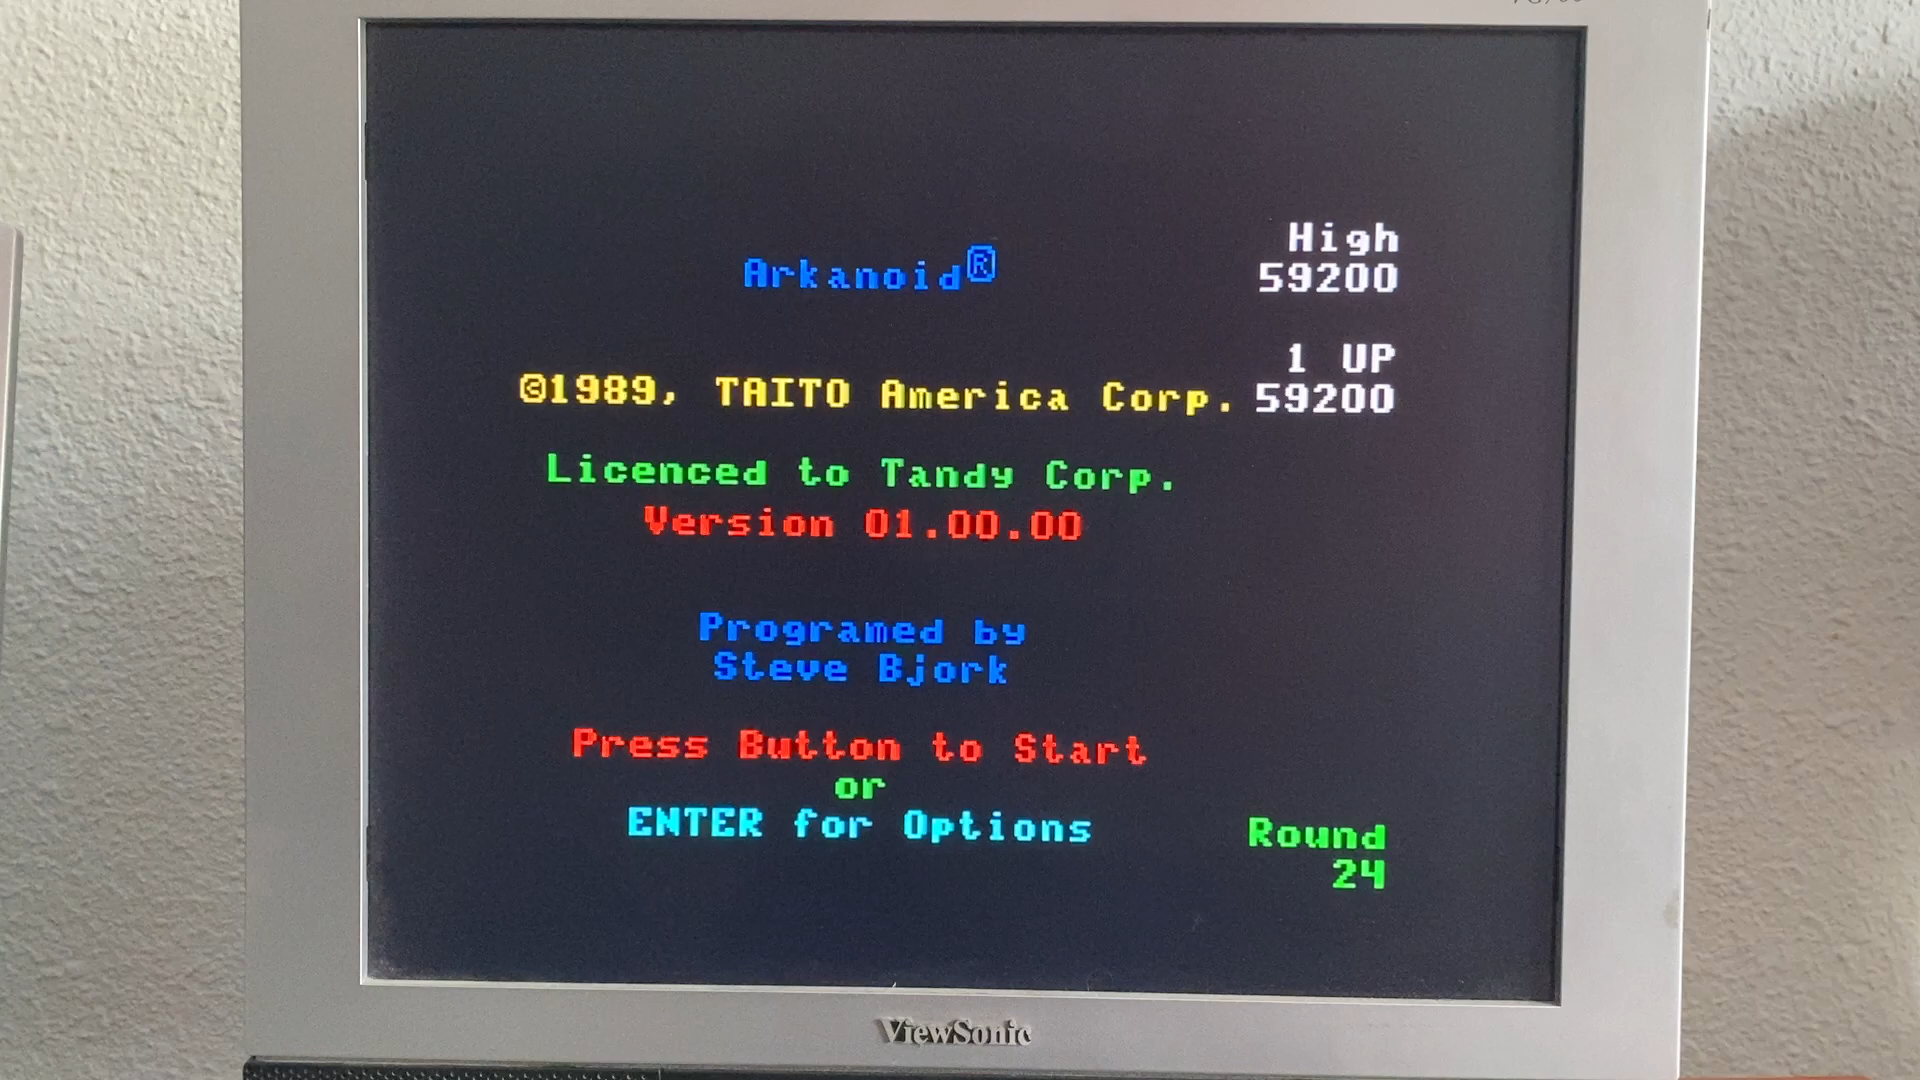 High
Arkanoid®
59200
1 UP
©1989, TAITO America Corp.
59200
Licenced to Tandy Corp.
Version 01.00.00
Programed by
Steve Bjork
Press Button to Start
or
ENTER for Options
Round
24
ViewSonic